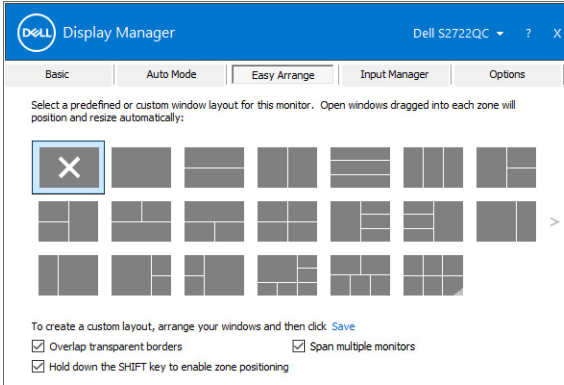 DELL Display Manager
Dell S2722QC ? X
Basic Auto Mode Easy Arrange Input Manager Options
Select a predefined or custom window layout for this monitor. Open windows dragged into each zone will
position and resize automatically:
To create a custom layout, arrange your windows and then click Save
Overlap transparent borders Span multiple monitors
Hold down the SHIFT key to enable zone positioning